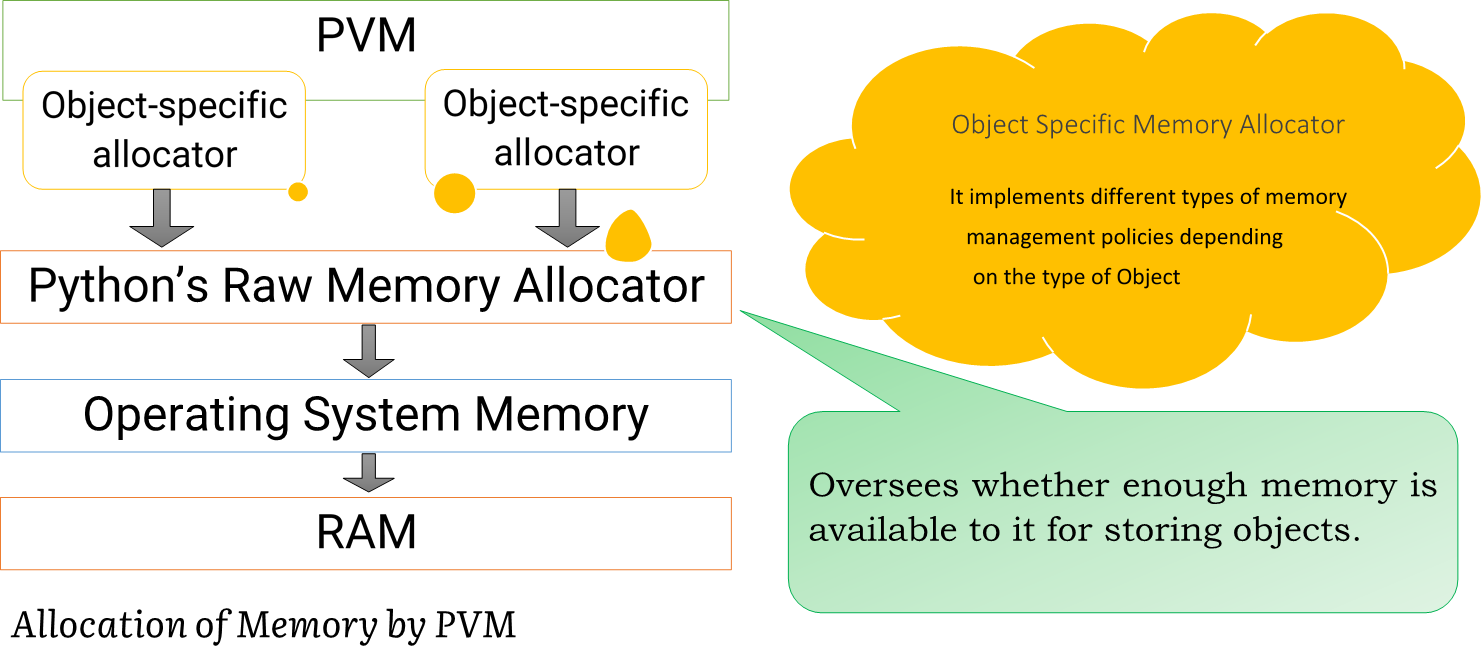 PVM
Object-specific
allocator
Object-specific
allocator
Python’s Raw Memory Allocator
Operating System Memory
RAM
Allocation of Memory by PVM
Object Specific Memory Allocator
It implements different types of memory
management policies depending
on the type of Object
Oversees whether enough memory is
available to it for storing objects.